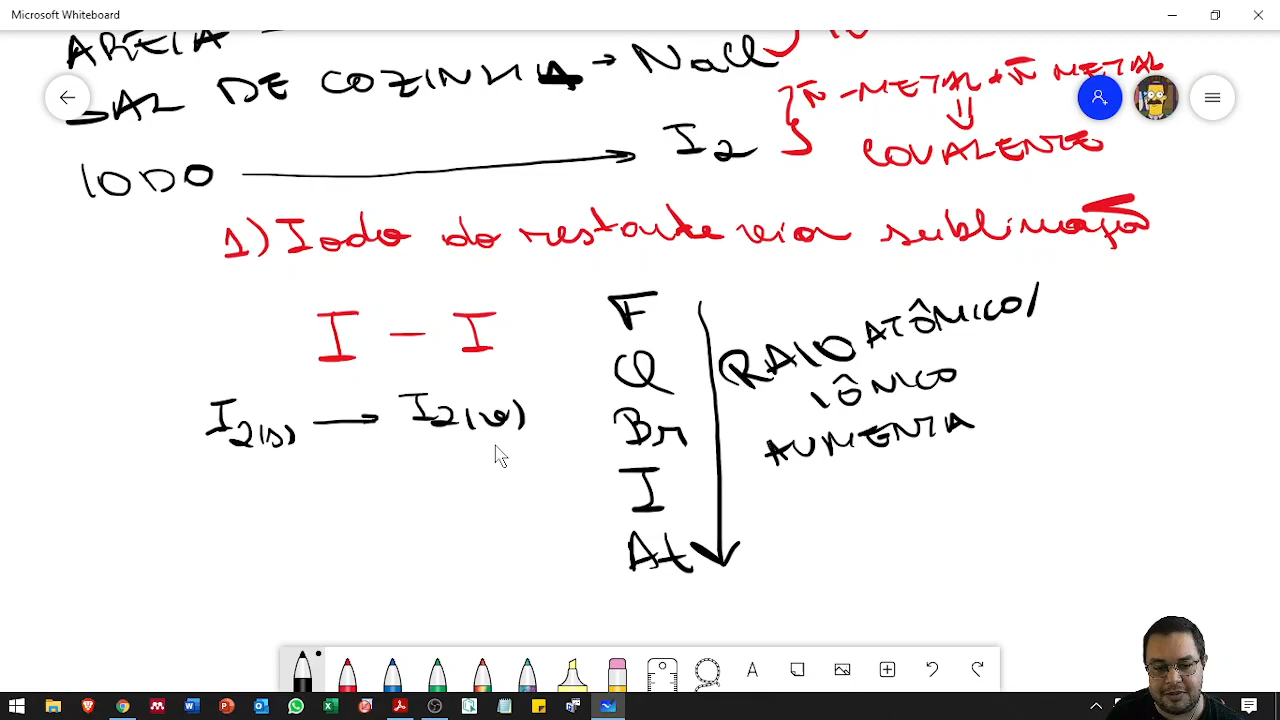 Microsoft Whiteboard
AREIA -
SAL DE COZINHA → NaCl
Ñ-METAL + Ñ METAL
⇓
COVALENTE
IODO → I2
1) Iodo do restante via sublimação
I - I
I2(s) → I2(v)
F
Cl
Br
I
At
RAIO ATÔMICO/
IÔNICO
AUMENTA